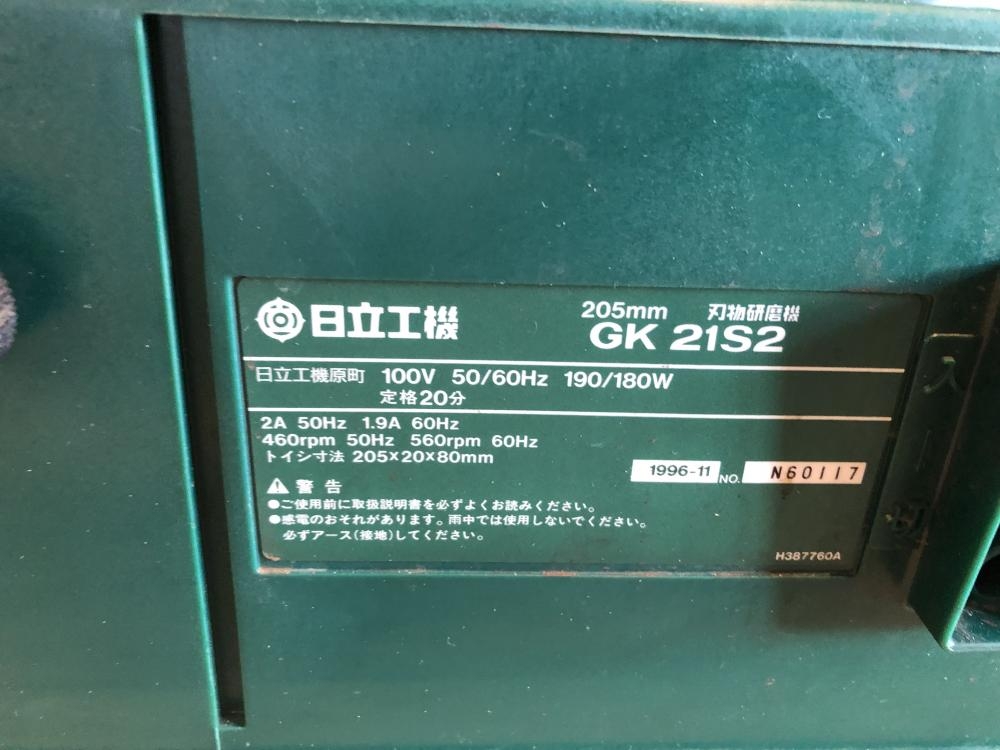 日立工機
205mm 刃物研磨機
GK 21S2
日立工機原町 100V 50/60Hz 190/180W
定格20分
2A 50Hz 1.9A 60Hz
460rpm 50Hz 560rpm 60Hz
トイシ寸法 205×20×80mm
1996-11 NO. N60117
警告
●ご使用前に取扱説明書を必ずよくお読みください。
●感電のおそれがあります。雨中では使用しないでください。
必ずアース(接地)してください。
H387760A
入
切